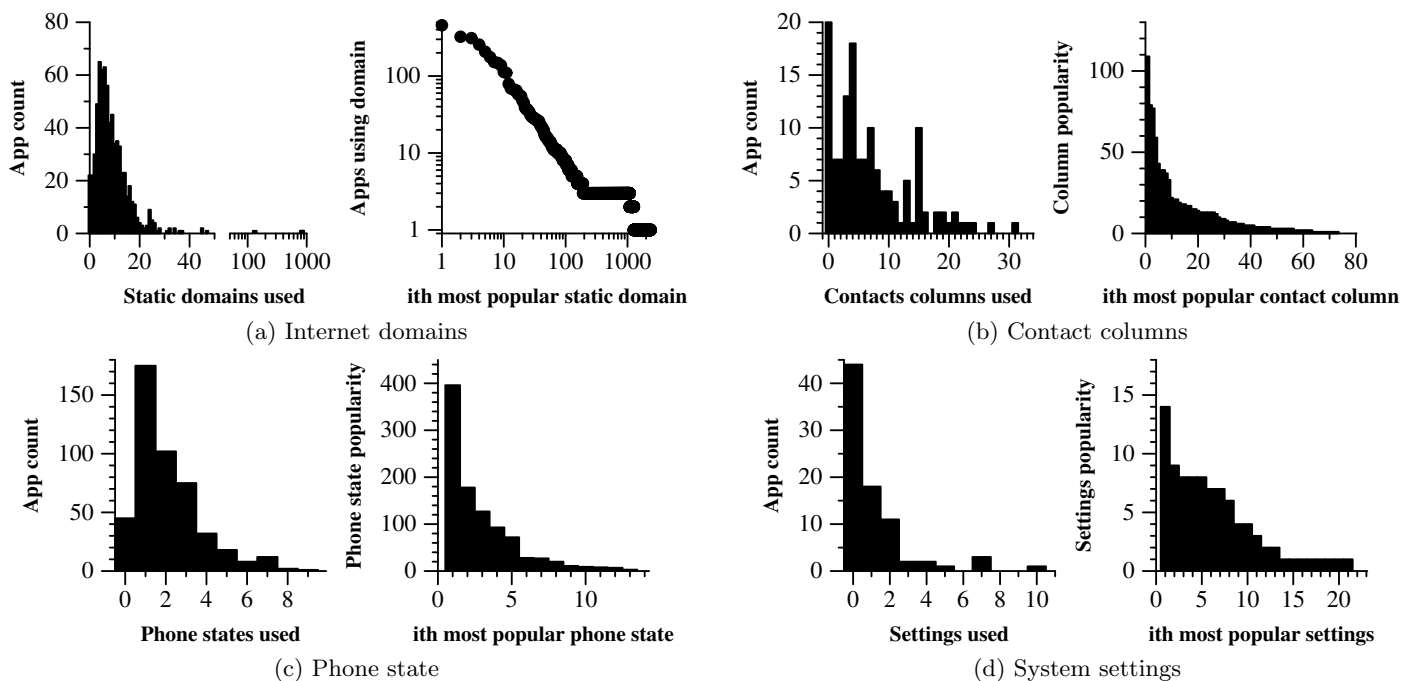 80
60
40
20
0
App count
0 20 40 100 1000
Static domains used
100
10
1
Apps using domain
1 10 100 1000
ith most popular static domain
(a) Internet domains
20
15
10
5
0
App count
0 10 20 30
Contacts columns used
100
50
0
Column popularity
0 20 40 60 80
ith most popular contact column
(b) Contact columns
150
100
50
0
App count
0 2 4 6 8
Phone states used
400
300
200
100
0
Phone state popularity
0 5 10
ith most popular phone state
(c) Phone state
40
30
20
10
0
App count
0 2 4 6 8 10
Settings used
15
10
5
0
Settings popularity
0 5 10 15 20
ith most popular settings
(d) System settings